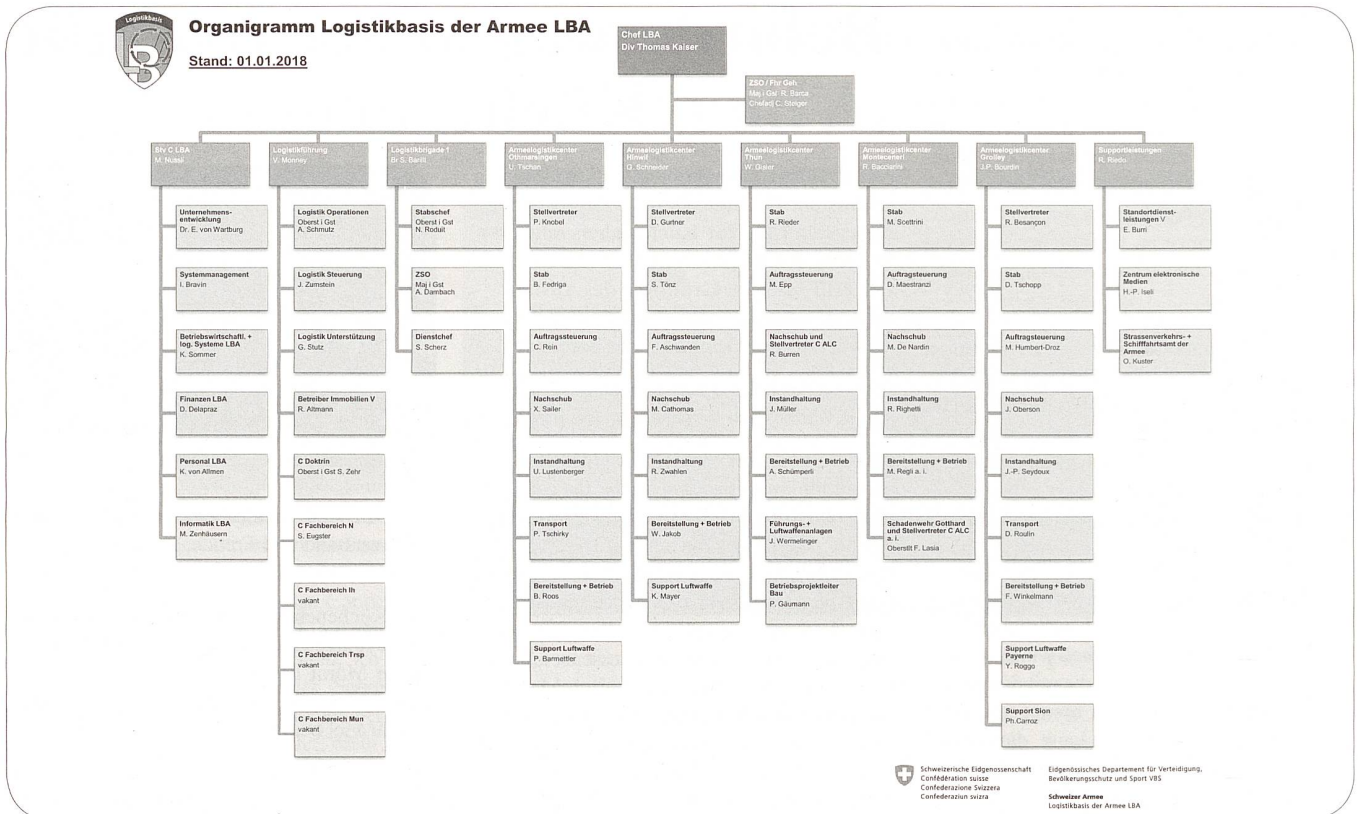 Logistikbasis
Organigramm Logistikbasis der Armee LBA
Stand: 01.01.2018
Chef LBA
Div Thomas Kaiser
ZSO / Fhr Geh
Maj i Gst R. Barca
Chefadj C. Steiger
Stv C LBA
M. Nussli
Logistikführung
V. Monney
Logistikbrigade 1
Br S. Barilli
Armeelogistikcenter
Othmarsingen
U. Tschan
Armeelogistikcenter
Hinwil
Schneider
Armeelogistikcenter
Thun
W.
Armeelogistikcenter
Monteceneri
R. Bacciarini
Armeelogistikcenter
Grolley
J.P. Bourdin
Supportleistungen
R. Riedo
Unternehmens-
entwicklung
Dr. E. von Wartburg
Systemmanagement
I. Bravin
Betriebswirtschaftl. +
log. Systeme LBA
K. Sommer
Finanzen LBA
D. Delapraz
Personal LBA
K. von Allmen
Informatik LBA
M. Zenhäusern
Logistik Operationen
Oberst i Gst
A. Schmutz
Logistik Steuerung
J. Zumstein
Logistik Unterstützung
G. Stutz
Betreiber Immobilien V
R. Altmann
C Doktrin
Oberst i Gst S. Zehr
C Fachbereich N
S. Eugster
C Fachbereich Ih
vakant
C Fachbereich Trsp
vakant
C Fachbereich Mun
vakant
Stabschef
Oberst i Gst
N. Roduit
ZSO
Maj i Gst
A. Dambach
Dienstchef
S. Scherz
Stellvertreter
P. Knobel
Stab
B. Fedriga
Auftragssteuerung
C. Rein
Nachschub
X. Sailer
Instandhaltung
U. Lustenberger
Transport
P. Tschirky
Bereitstellung + Betrieb
B. Roos
Support Luftwaffe
P. Barmettler
Stellvertreter
D. Gurtner
Stab
S. Tönz
Auftragssteuerung
F. Aschwanden
Nachschub
M. Cathomas
Instandhaltung
R. Zwahlen
Bereitstellung + Betrieb
W. Jakob
Support Luftwaffe
K. Mayer
Stab
R. Rieder
Auftragssteuerung
M. Epp
Nachschub und
Stellvertreter C ALC
R. Burren
Instandhaltung
J. Müller
Bereitstellung + Betrieb
A. Schümperli
Führungs- +
Luftwaffenanlagen
J. Wermelinger
Betriebsprojektleiter
Bau
P. Gäumann
Stab
M. Scettrini
Auftragsteuerung
D. Maestranzi
Nachschub
M. De Nardin
Instandhaltung
R. Righetti
Bereitstellung + Betrieb
M. Regli a. i.
Schadenwehr Gotthard
und Stellvertreter C ALC
a. i.
Oberstlt F. Lasia
Stellvertreter
R. Besançon
Stab
D. Tschopp
Auftragsteuerung
M. Humbert-Droz
Nachschub
J. Oberson
Instandhaltung
J.-P. Seydoux
Transport
D. Roulin
Bereitstellung + Betrieb
F. Winkelmann
Support Luftwaffe
Payerne
Y. Roggo
Support Sion
Ph.Carroz
Standortdienst-
leistungen V
E. Burri
Zentrum elektronische
Medien
H.-P. Iseli
Strassenverkehrs- +
Schifffahrtsamt der
Armee
O. Kuster
Schweizerische Eidgenossenschaft
Confédération suisse
Confederazione Svizzera
Confederaziun svizra
Eidgenössisches Departement für Verteidigung,
Bevölkerungsschutz und Sport VBS
Schweizer Armee
Logistikbasis der Armee LBA